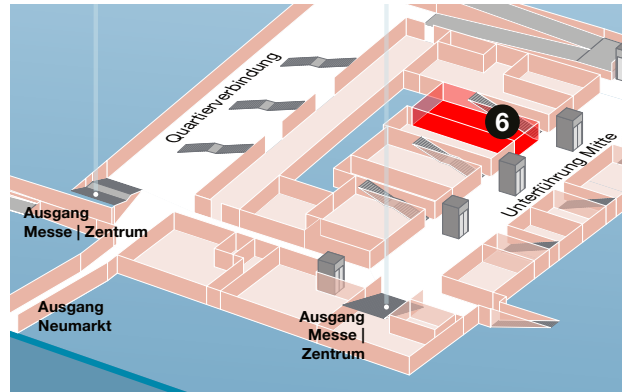 Quartierverbindung
6
Unterführung Mitte
Ausgang
Messe | Zentrum
Ausgang
Neumarkt
Ausgang
Messe |
Zentrum